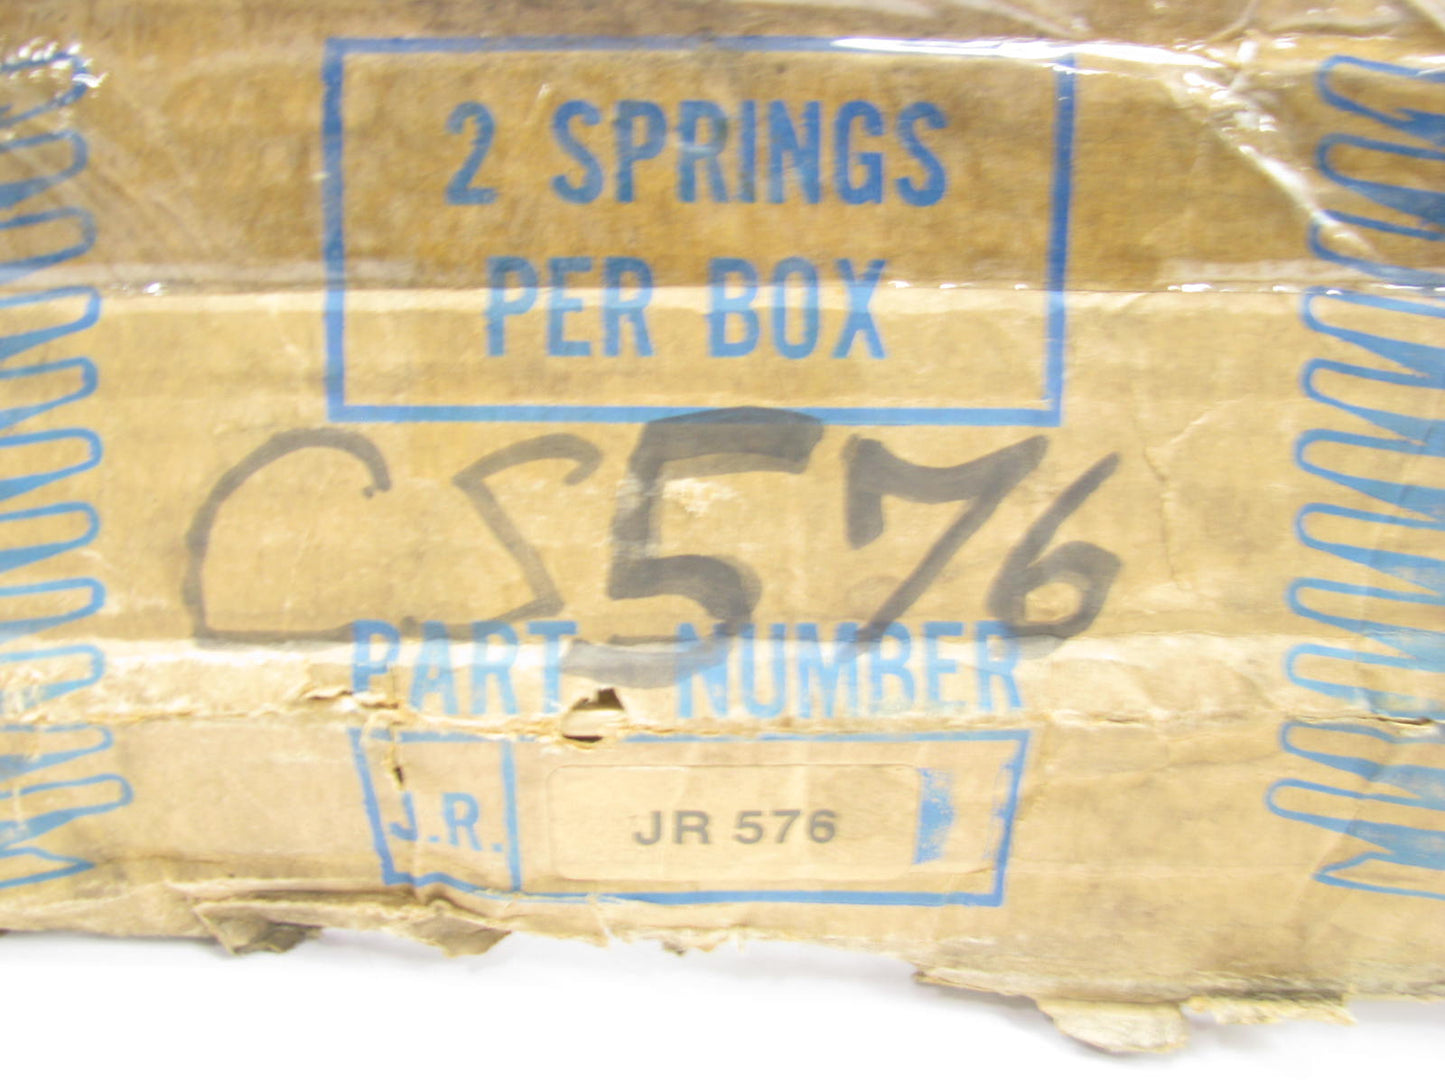 2 SPRINGS
PER BOX
CS576
PART NUMBER
J.R. JR 576